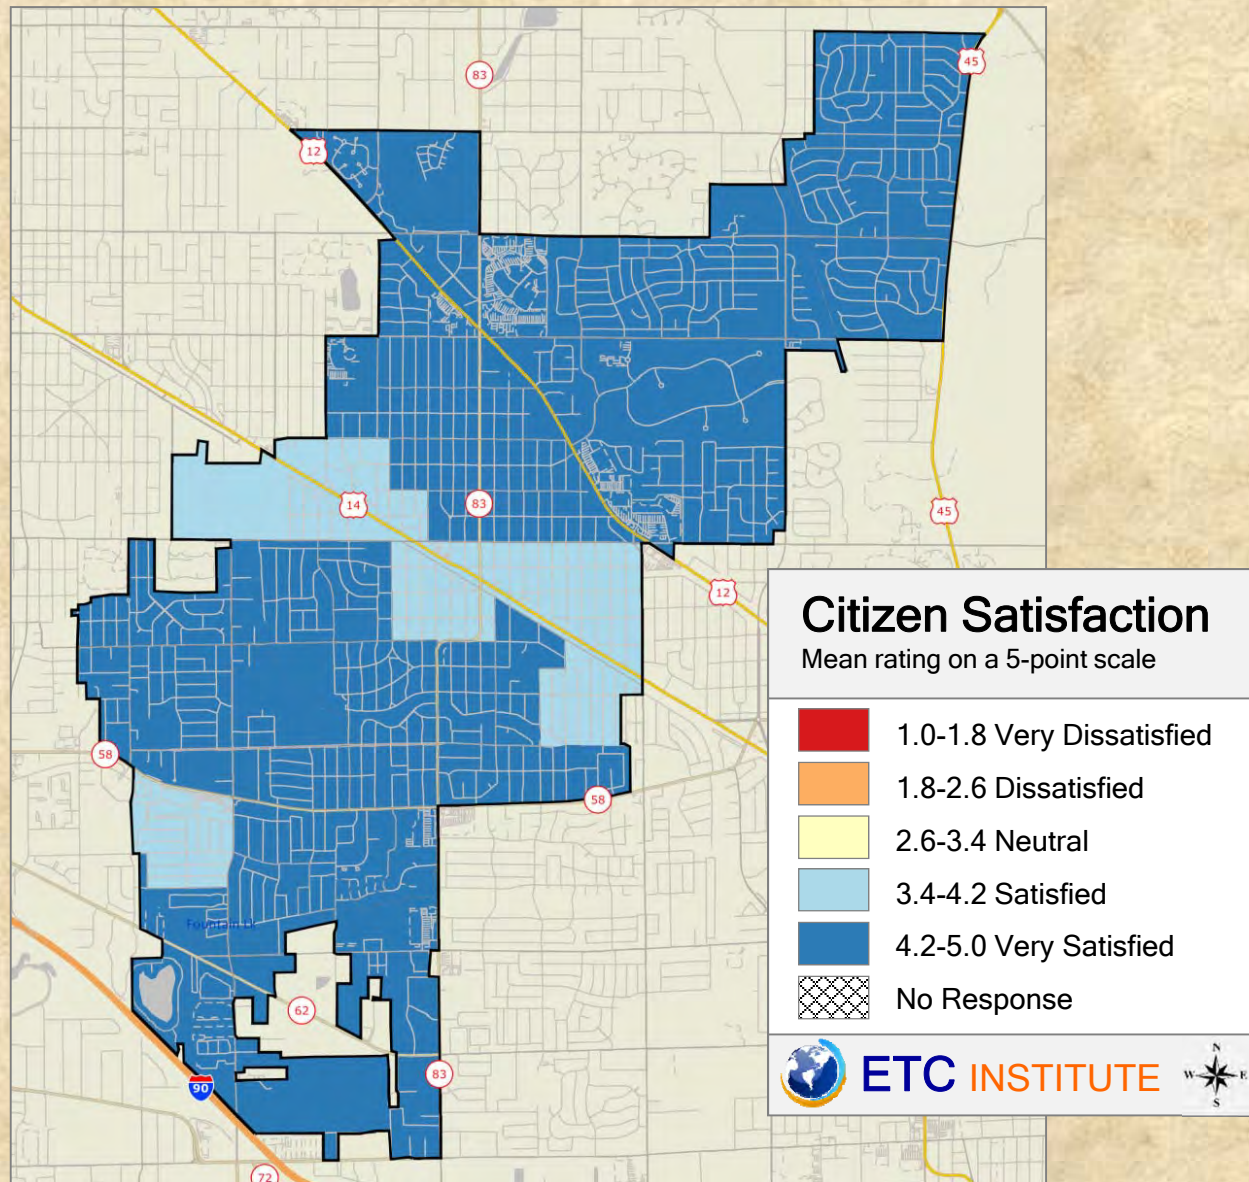 83
45
12
14
83
45
12
58
58
Fountain Dr
62
83
90
72
Citizen Satisfaction
Mean rating on a 5-point scale
1.0-1.8 Very Dissatisfied
1.8-2.6 Dissatisfied
2.6-3.4 Neutral
3.4-4.2 Satisfied
4.2-5.0 Very Satisfied
No Response
ETC INSTITUTE
N
W E
S